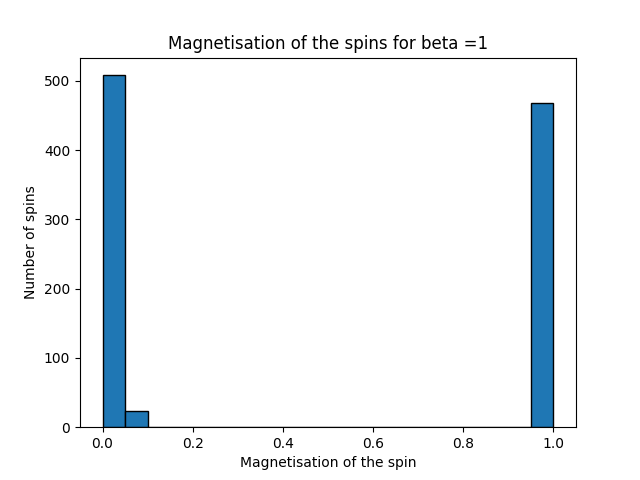 Magnetisation of the spins for beta =1
Number of spins
500
400
300
200
100
0
0.0 0.2 0.4 0.6 0.8 1.0
Magnetisation of the spin